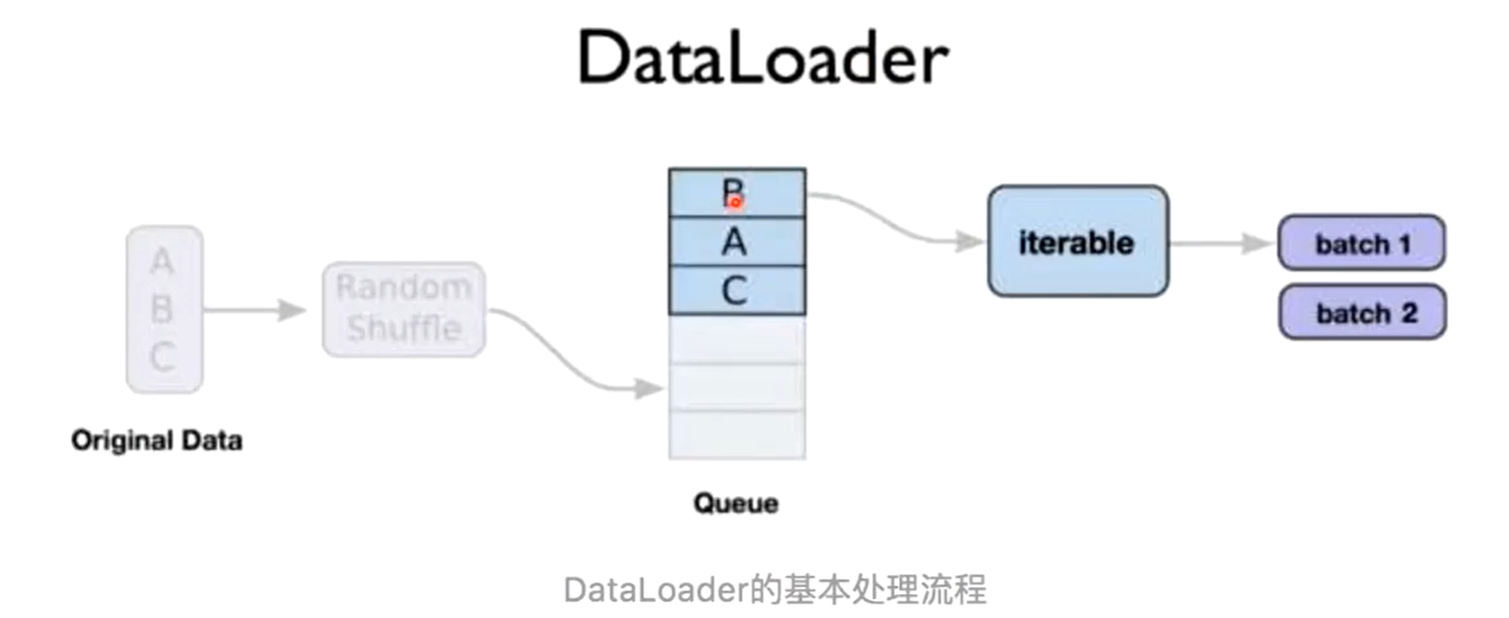 DataLoader
A
B
C
Original Data
Random
Shuffle
B
A
C
Queue
iterable
batch 1
batch 2
DataLoader的基本处理流程